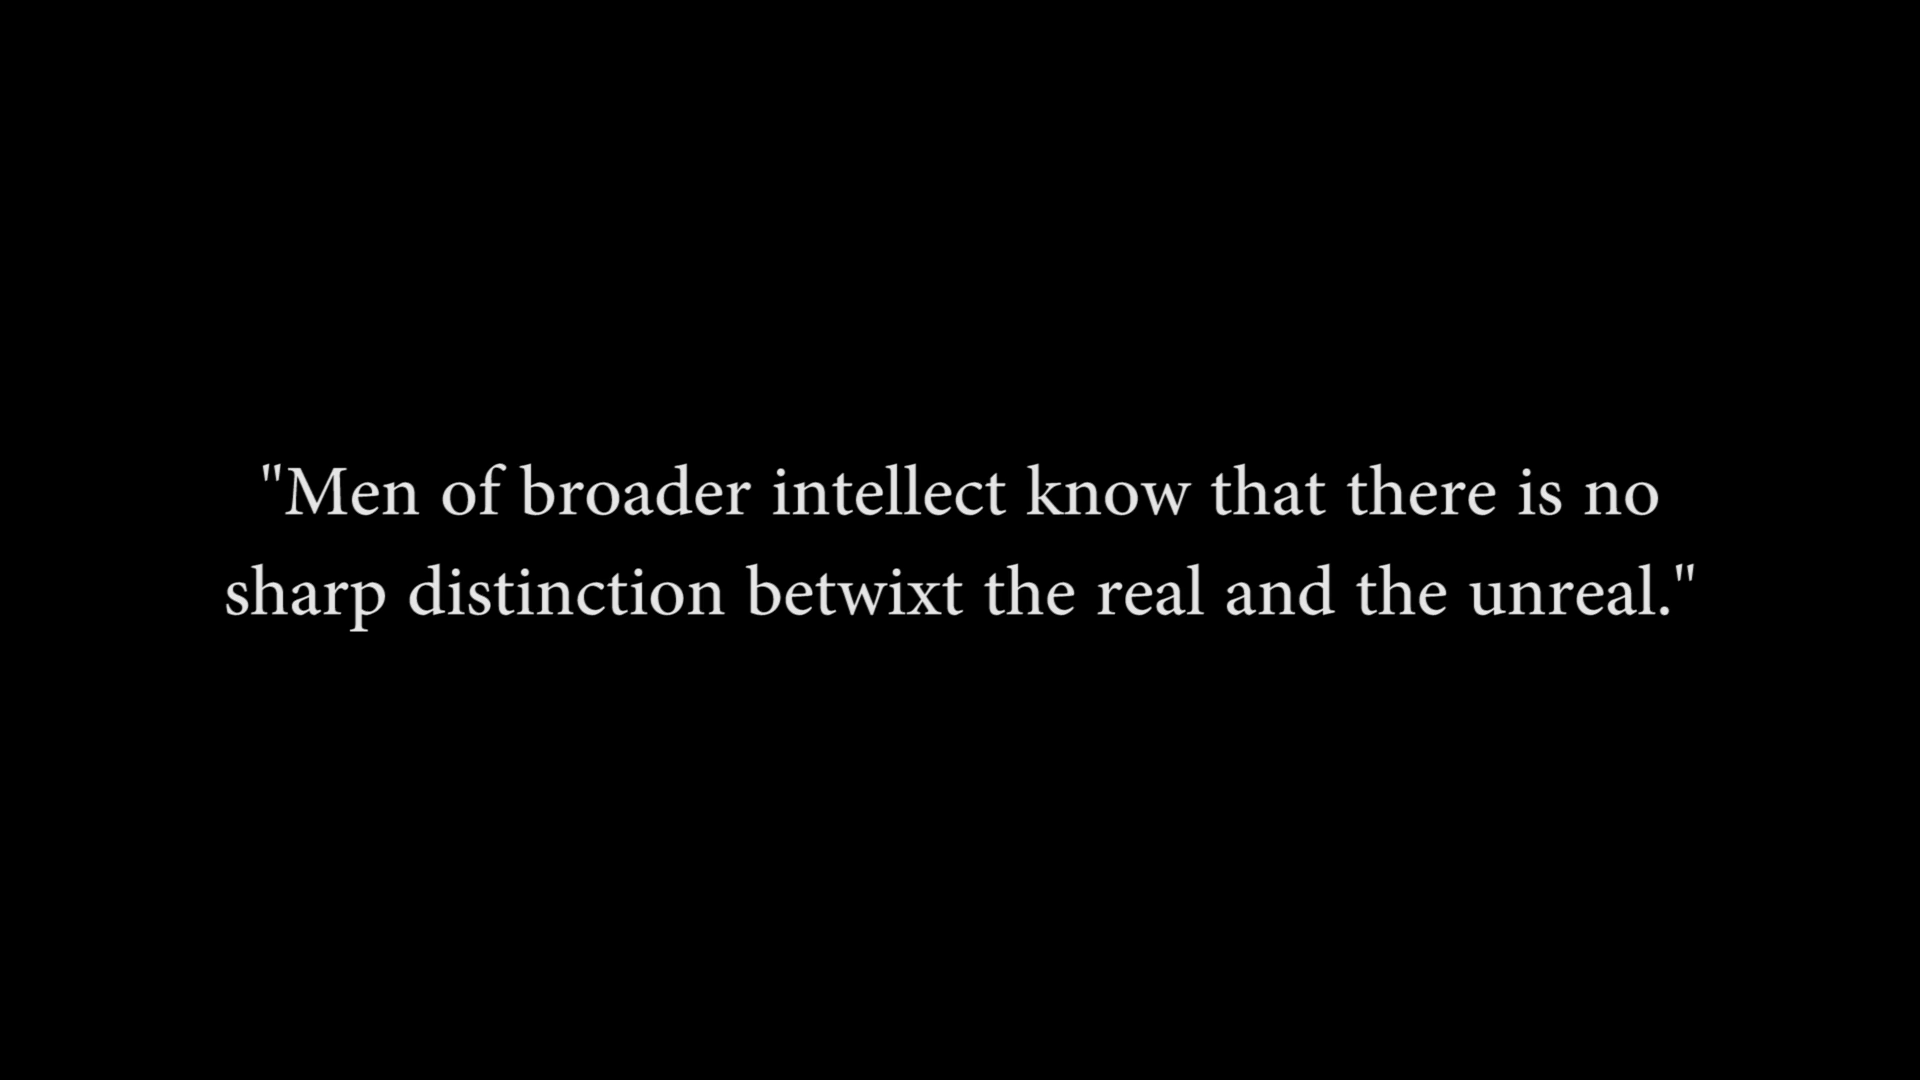 "Men of broader intellect know that there is no
sharp distinction betwixt the real and the unreal."